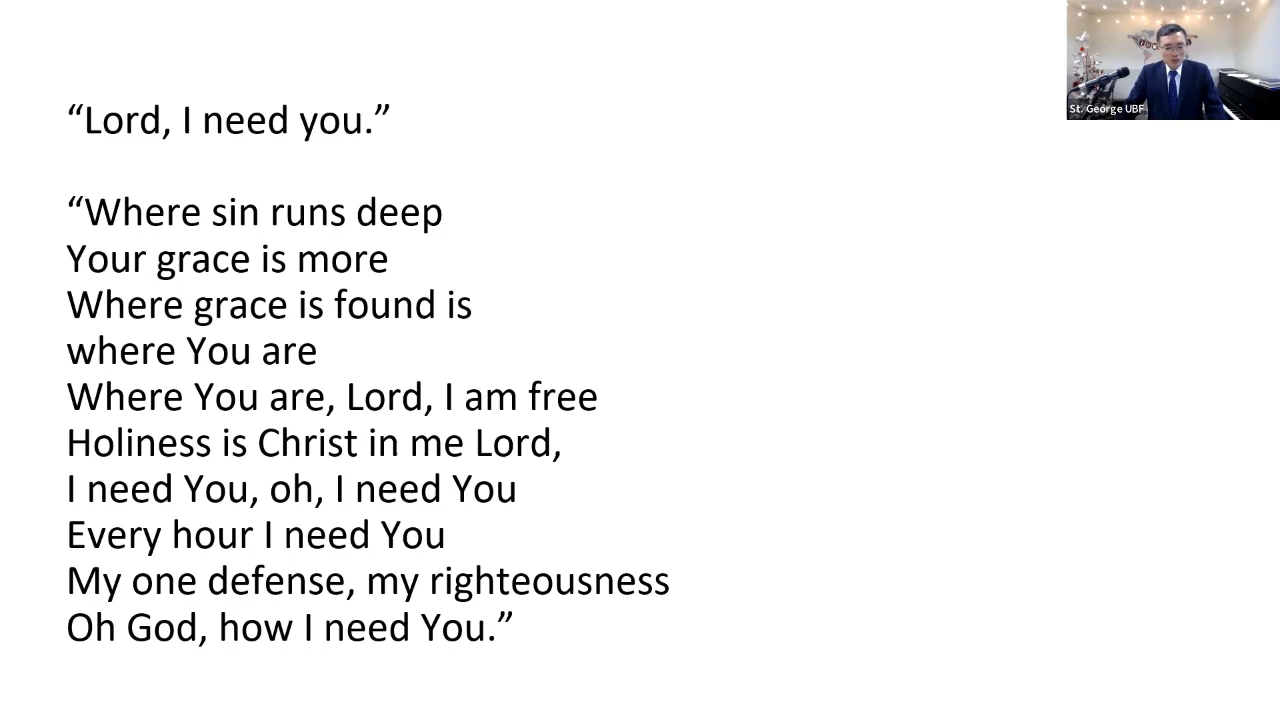 “Lord, I need you.”
“Where sin runs deep
Your grace is more
Where grace is found is
where You are
Where You are, Lord, I am free
Holiness is Christ in me Lord,
I need You, oh, I need You
Every hour I need You
My one defense, my righteousness
Oh God, how I need You.”
St. George UBF